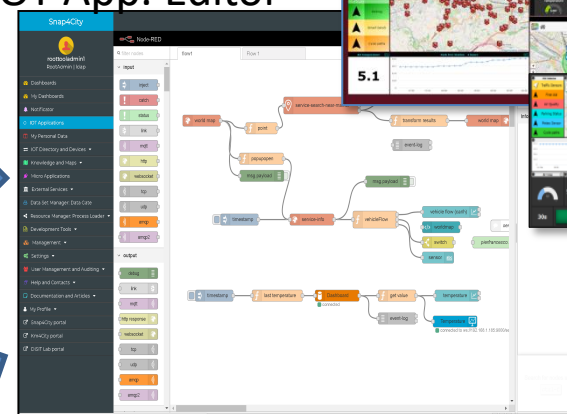 IOT App. Editor
Snap4City
roottooladmin1
RootAdmin | ldap
Dashboards
My Dashboards
Notificator
IOT Applications
My Personal Data
IOT Directory and Devices
Knowledge and Maps
Micro Applications
External Services
Data Set Manager: Data Gate
Resource Manager: Process Loader
Development Tools
Management
Settings
User Management and Auditing
Help and Contacts
Documentation and Articles
My Profile
Snap4City portal
Km4City portal
DISIT Lab portal
Node-RED
filter nodes
input
inject
catch
status
link
mqtt
http
websocket
tcp
udp
amqp
amqp2
output
debug
link
mqtt
http response
websocket
tcp
udp
amqp
amqp2
flow1
Flow 1
world map
point
popupopen
msg.payload
transform results
world map
event-log
msg.payload
timestamp
service-info
vehicleFlow
vehicle flow (sqlth)
worldmap
switch
sensor
timestamp
last temperature
Dashboard
connected
get value
event-log
temperature
Temperature
5.1
30s